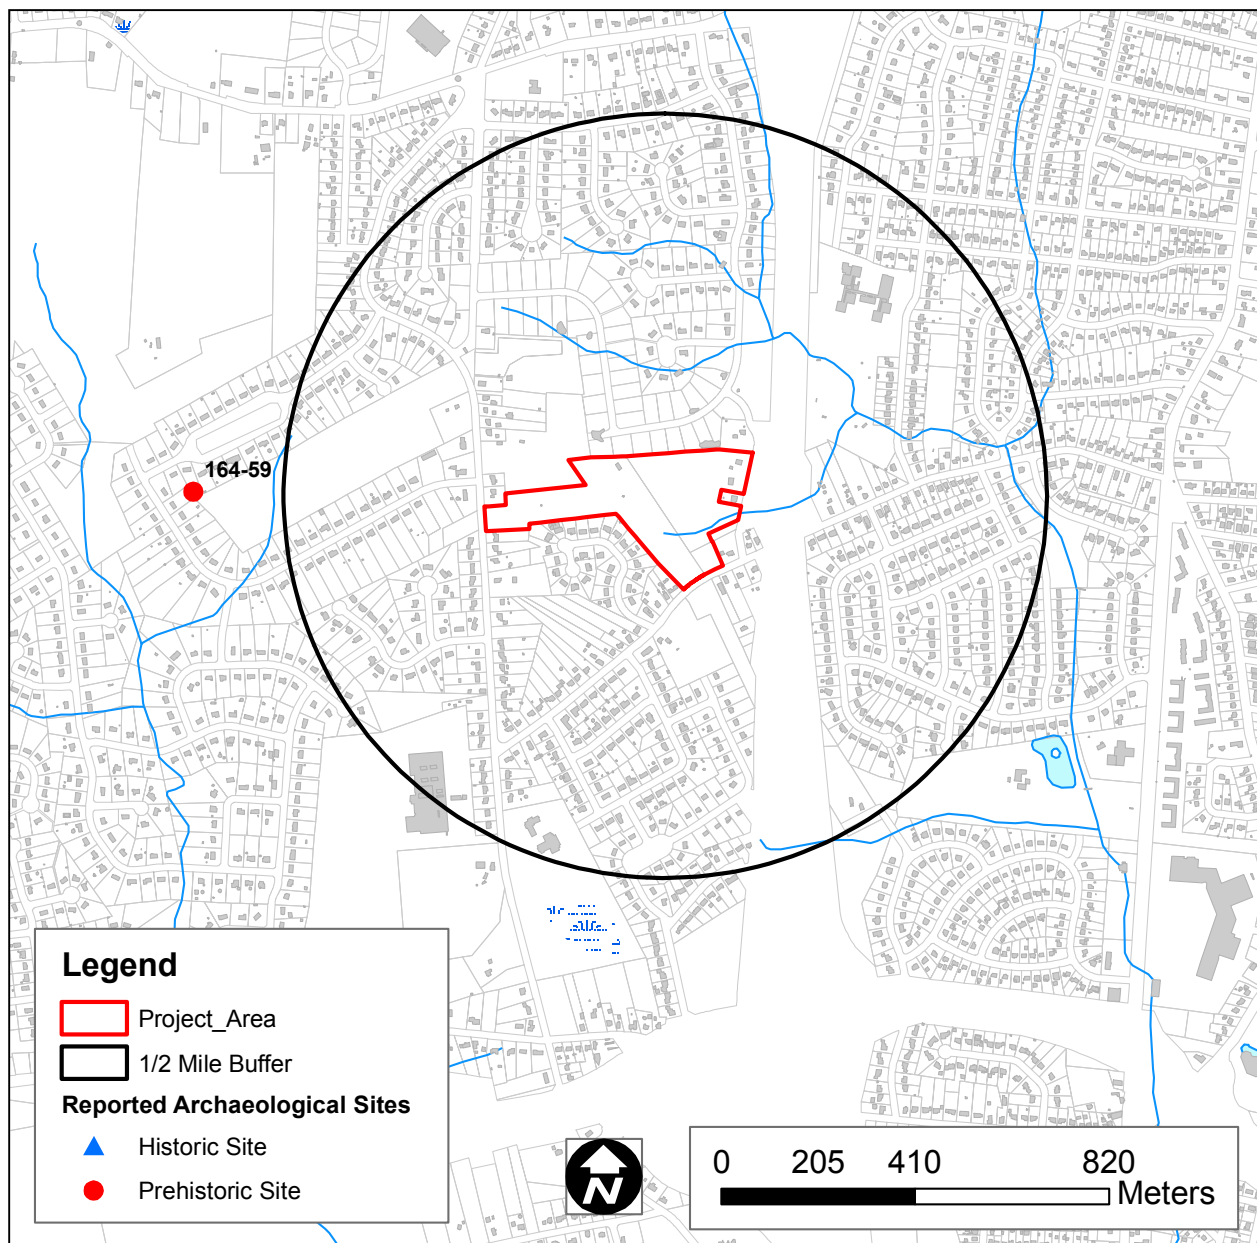 164-59
Legend
Project_Area
1/2 Mile Buffer
Reported Archaeological Sites
Historic Site
Prehistoric Site
N
0 205 410 820
Meters